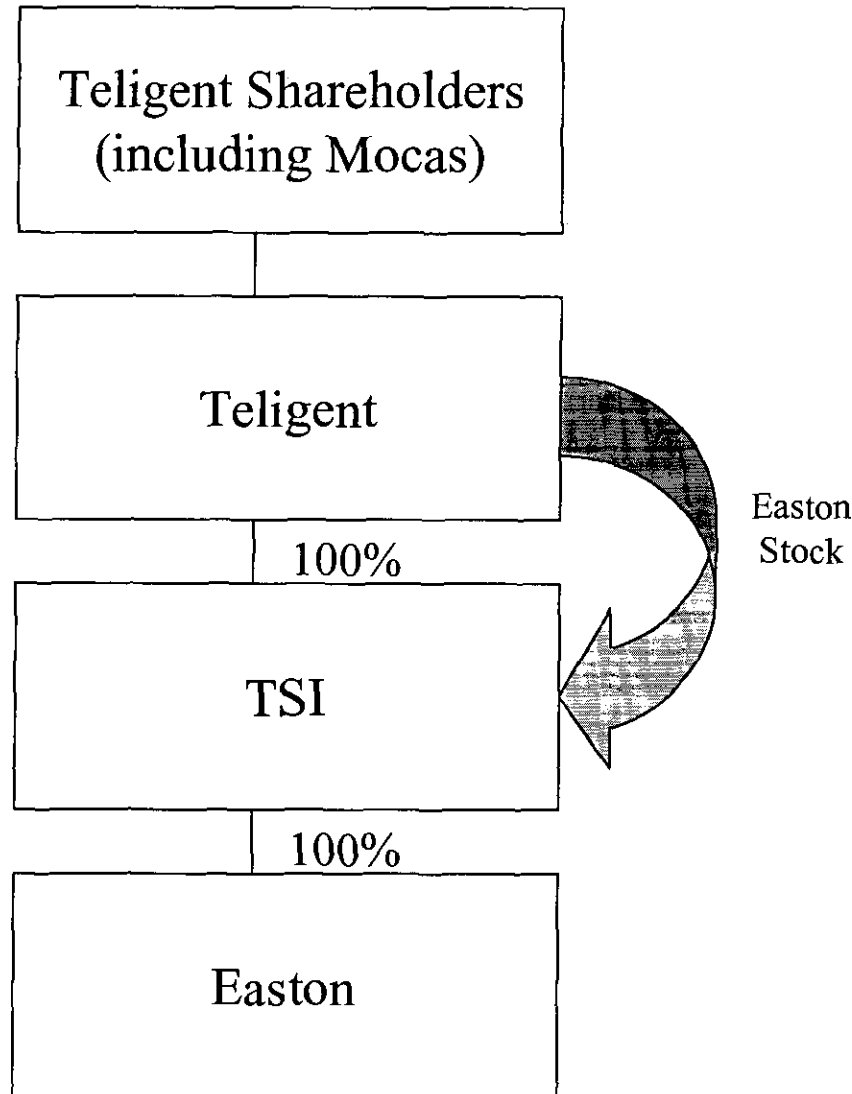 Teligent Shareholders
(including Mocas)
Teligent
Easton
Stock
100%
TSI
100%
Easton